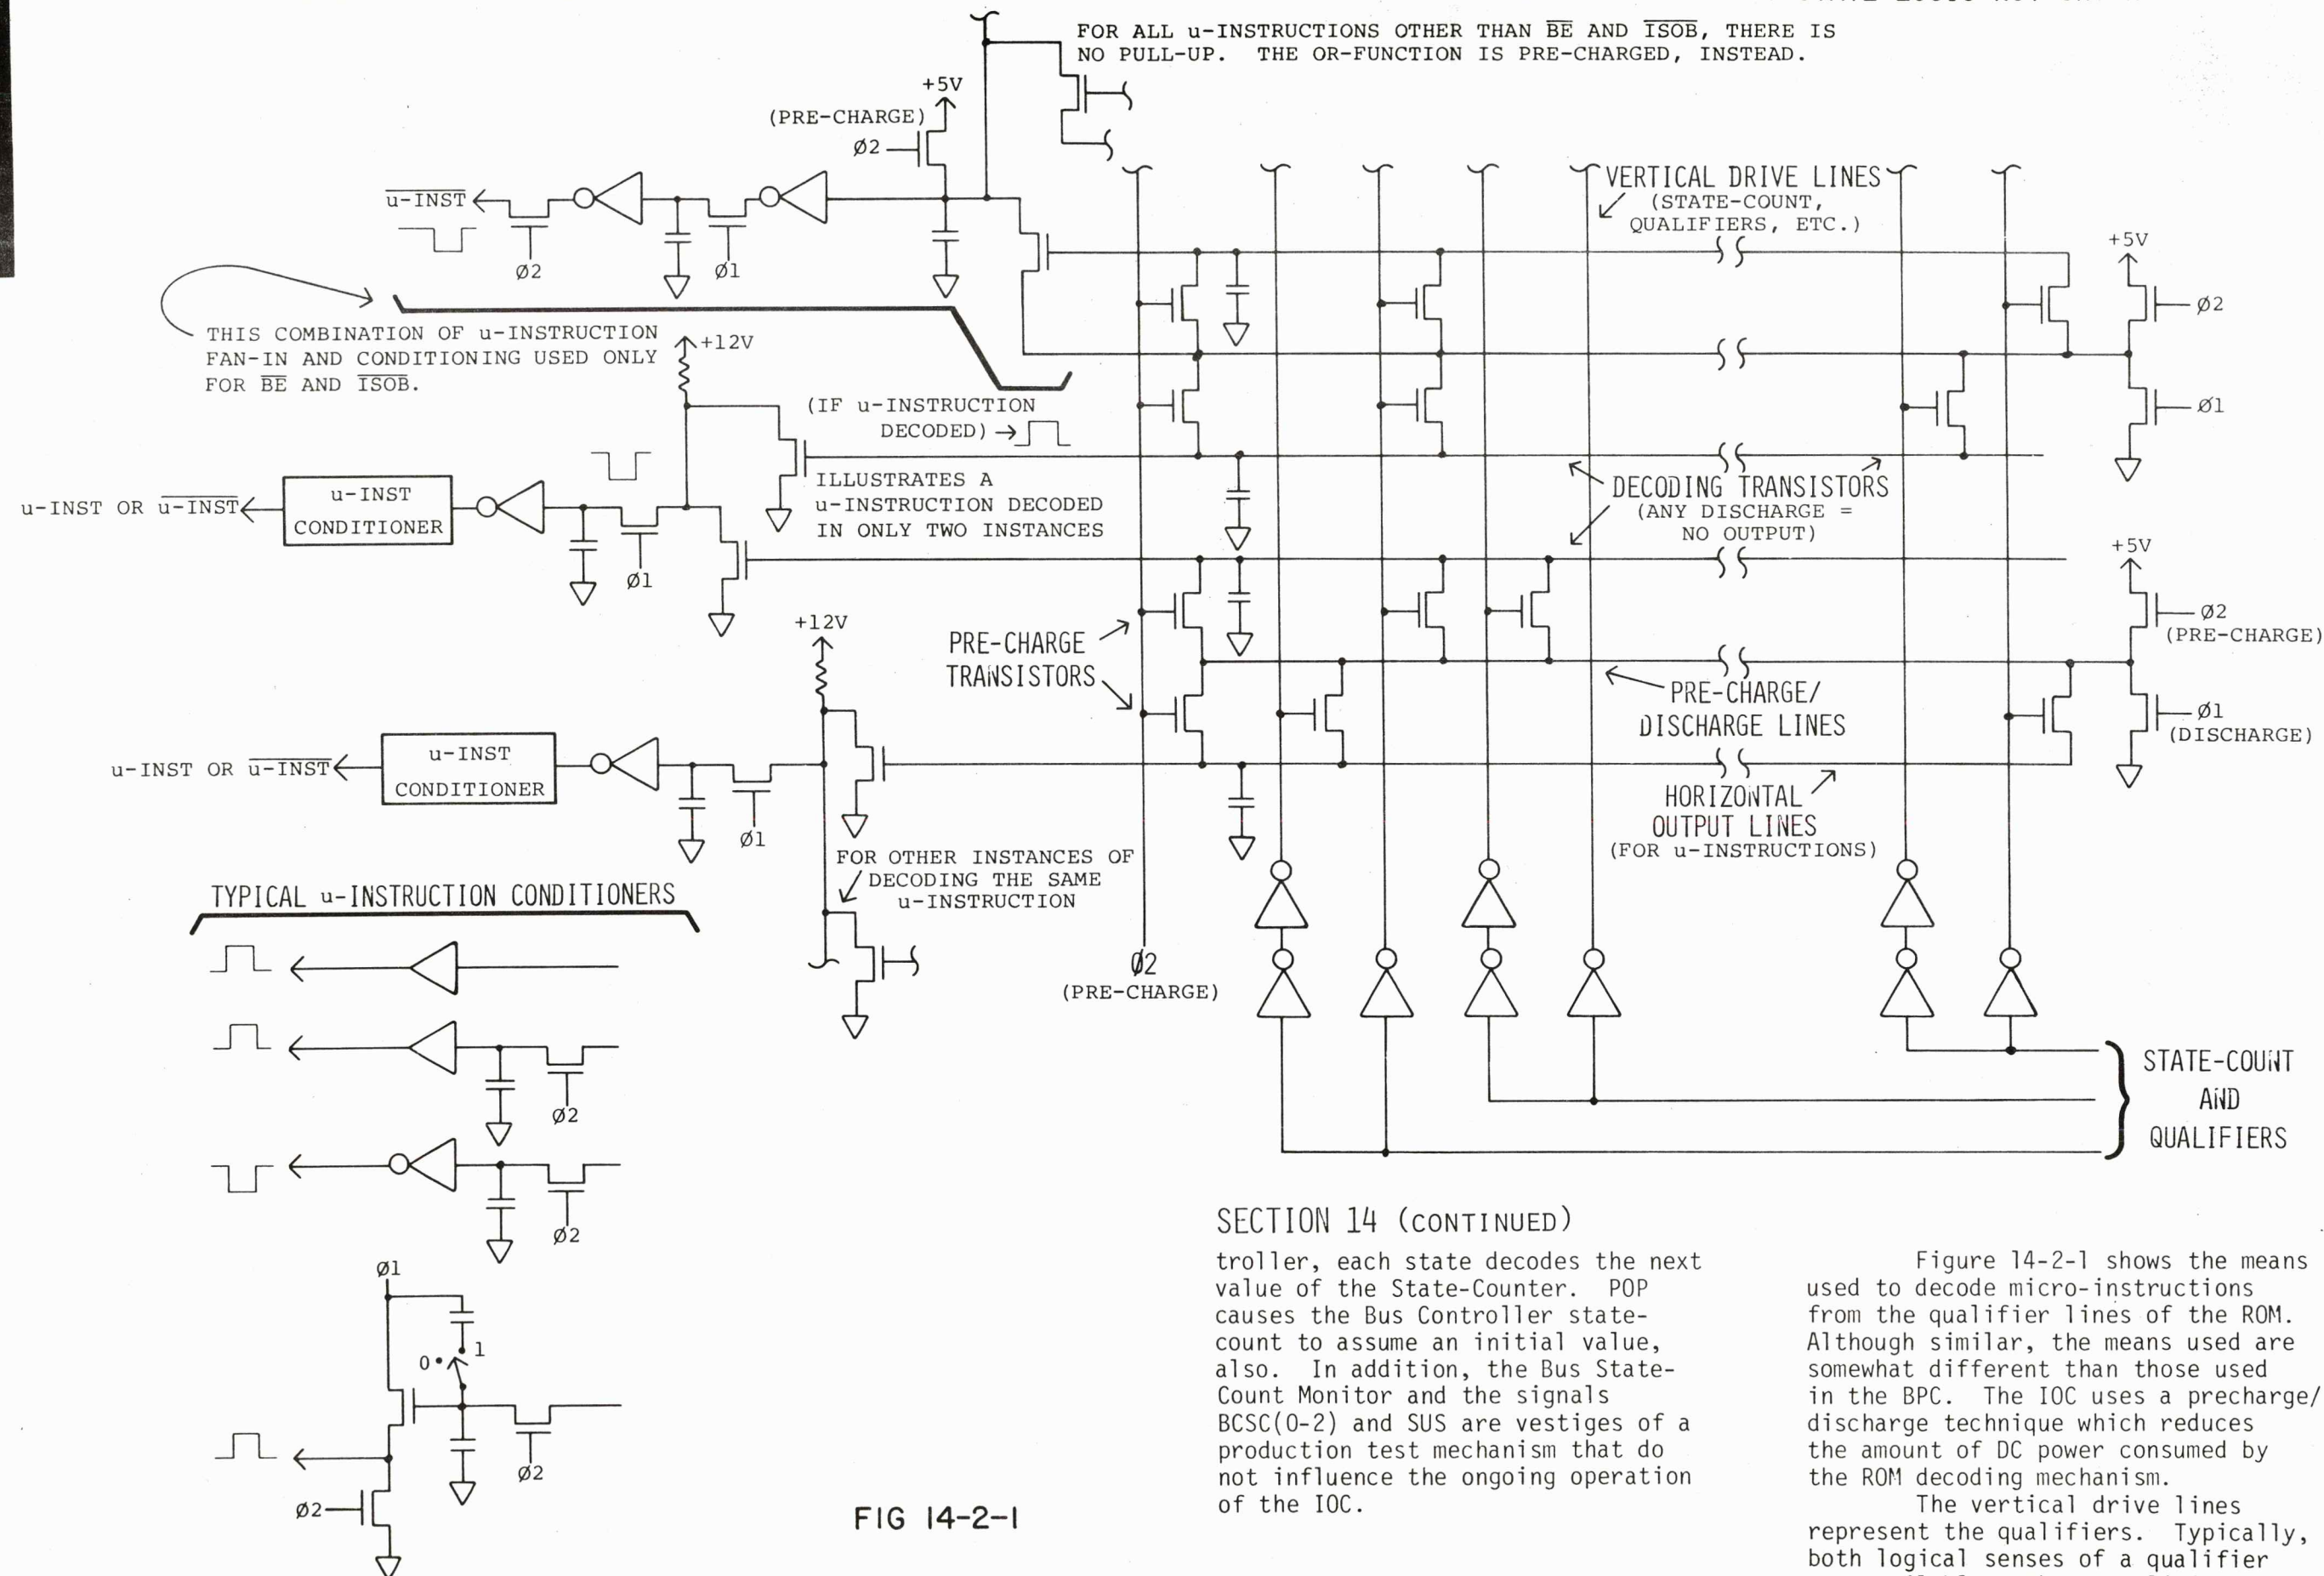 FOR ALL u-INSTRUCTIONS OTHER THAN B̅E̅ AND I̅S̅O̅B̅, THERE IS
NO PULL-UP. THE OR-FUNCTION IS PRE-CHARGED, INSTEAD.
+5V
(PRE-CHARGE)
Ø2
u-INST
Ø2
Ø1
VERTICAL DRIVE LINES
(STATE-COUNT,
QUALIFIERS, ETC.)
+5V
Ø2
Ø1
THIS COMBINATION OF u-INSTRUCTION
FAN-IN AND CONDITIONING USED ONLY
FOR B̅E̅ AND I̅S̅O̅B̅.
+12V
(IF u-INSTRUCTION
DECODED)
ILLUSTRATES A
u-INSTRUCTION DECODED
IN ONLY TWO INSTANCES
u-INST OR u-INST
u-INST
CONDITIONER
Ø1
DECODING TRANSISTORS
(ANY DISCHARGE =
NO OUTPUT)
+5V
Ø2
(PRE-CHARGE)
Ø1
(DISCHARGE)
PRE-CHARGE
TRANSISTORS
PRE-CHARGE/
DISCHARGE LINES
+12V
u-INST OR u-INST
u-INST
CONDITIONER
Ø1
HORIZONTAL
OUTPUT LINES
(FOR u-INSTRUCTIONS)
FOR OTHER INSTANCES OF
DECODING THE SAME
u-INSTRUCTION
Ø2
(PRE-CHARGE)
STATE-COUNT
AND
QUALIFIERS
TYPICAL u-INSTRUCTION CONDITIONERS
Ø2
Ø2
Ø1
0
1
Ø2
Ø2
FIG 14-2-1
SECTION 14 (CONTINUED)
troller, each state decodes the next
value of the State-Counter. POP
causes the Bus Controller state-
count to assume an initial value,
also. In addition, the Bus State-
Count Monitor and the signals
BCSC(0-2) and SUS are vestiges of a
production test mechanism that do
not influence the ongoing operation
of the IOC.
Figure 14-2-1 shows the means
used to decode micro-instructions
from the qualifier lines of the ROM.
Although similar, the means used are
somewhat different than those used
in the BPC. The IOC uses a precharge/
discharge technique which reduces
the amount of DC power consumed by
the ROM decoding mechanism.
The vertical drive lines
represent the qualifiers. Typically,
both logical senses of a qualifier